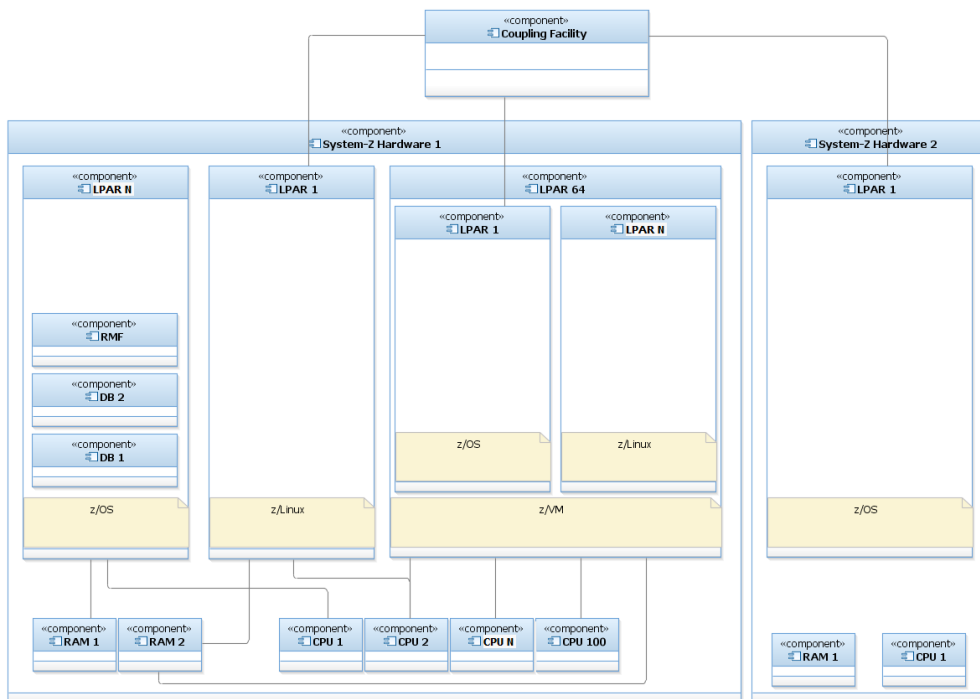 «component»
Coupling Facility
«component»
System-Z Hardware 1
«component»
System-Z Hardware 2
«component»
LPAR N
«component»
LPAR 1
«component»
LPAR 64
«component»
LPAR 1
«component»
LPAR 1
«component»
LPAR N
«component»
RMF
«component»
DB 2
«component»
DB 1
z/OS
z/Linux
z/OS
z/Linux
z/VM
z/OS
«component»
RAM 1
«component»
RAM 2
«component»
CPU 1
«component»
CPU 2
«component»
CPU N
«component»
CPU 100
«component»
RAM 1
«component»
CPU 1